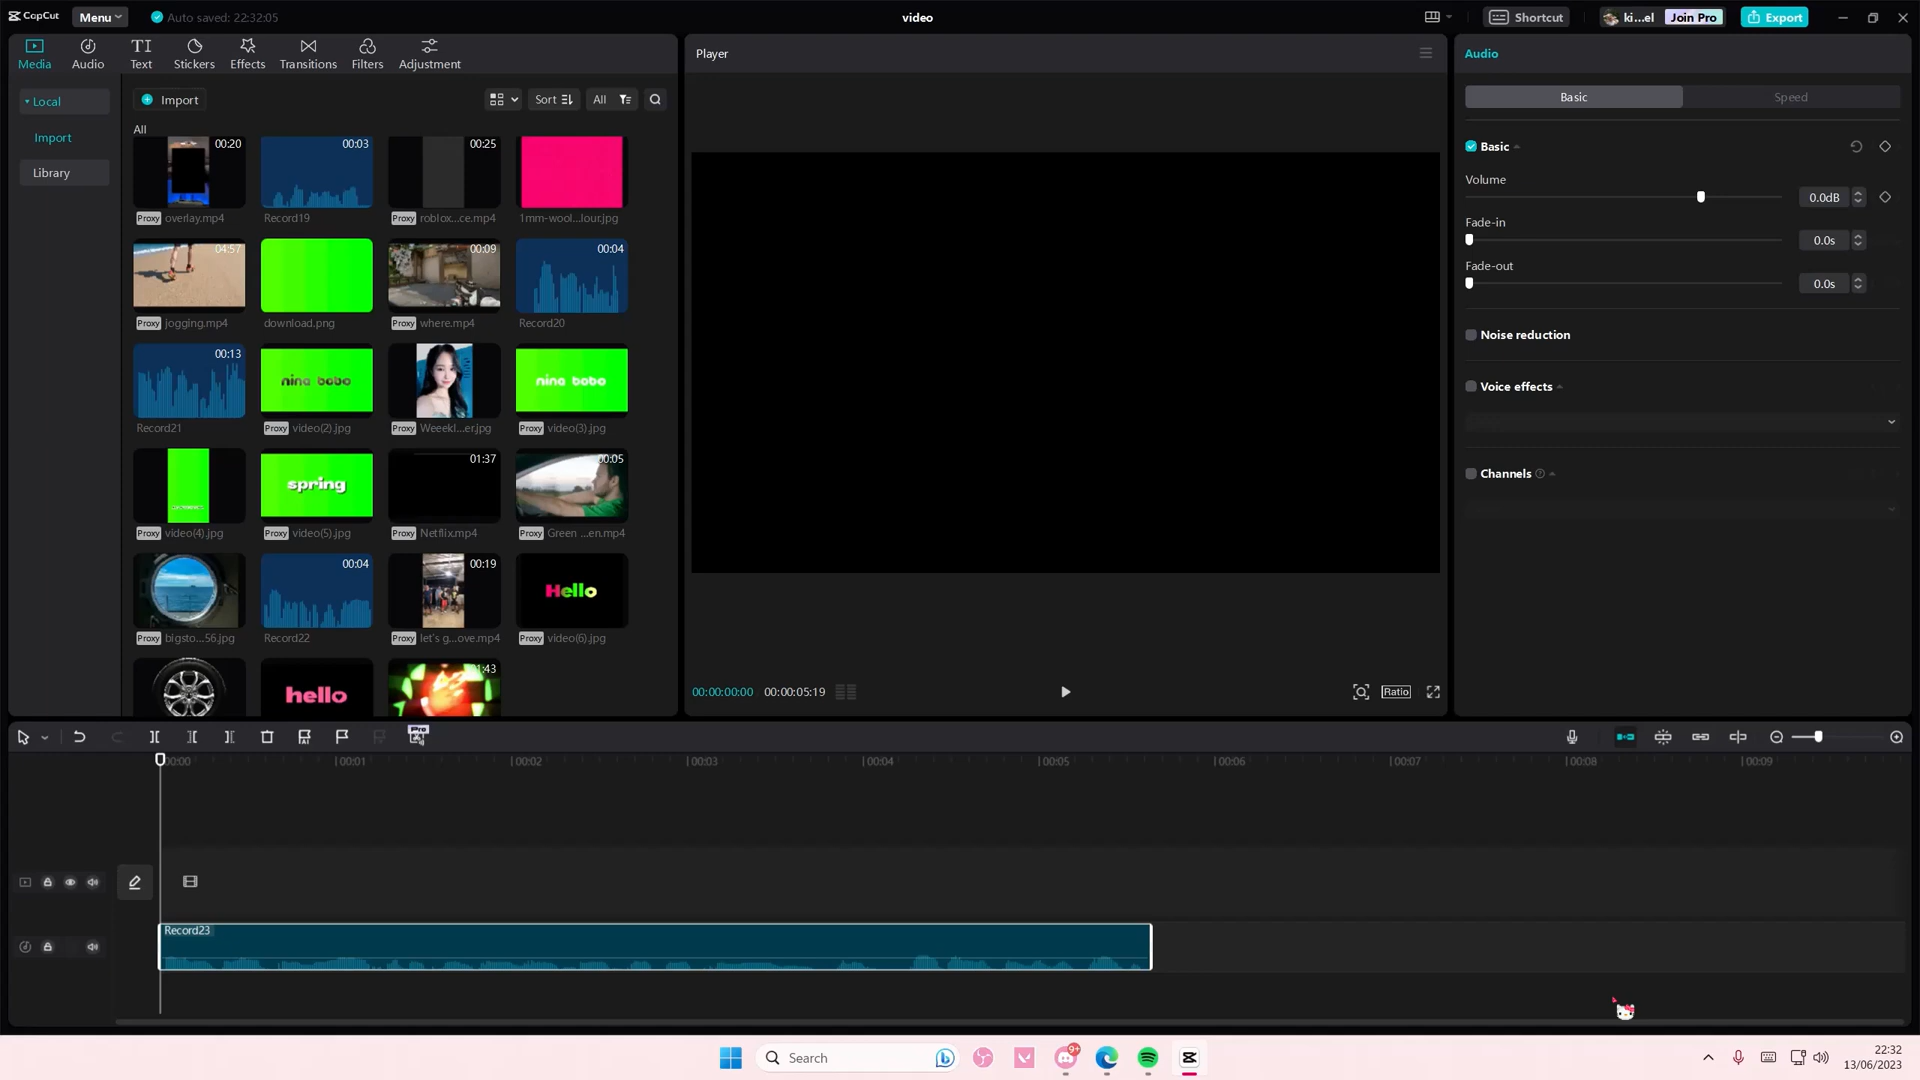 CapCut
Menu
Auto saved: 22:32:05
video
Shortcut
ki...el
Join Pro
Export
Media
Audio
Text
Stickers
Effects
Transitions
Filters
Adjustment
Local
Import
Library
Import
Sort
All
All
00:20
Proxy overlay.mp4
00:03
Record19
00:25
Proxy roblox...ce.mp4
1mm-wool...lour.jpg
04:57
Proxy jogging.mp4
download.png
00:09
Proxy where.mp4
00:04
Record20
00:13
Record21
nina bobo
Proxy video(2).jpg
Proxy Weeekl...er.jpg
nina bobo
Proxy video(3).jpg
Proxy video(4).jpg
spring
Proxy video(5).jpg
01:37
Proxy Netflix.mp4
00:05
Proxy Green ...en.mp4
Proxy bigsto...56.jpg
00:04
Record22
00:19
Proxy let's g...ove.mp4
Hello
Proxy video(6).jpg
hello
Player
00:00:00:00
00:00:05:19
Ratio
Audio
Basic
Speed
Basic
Volume
0.0dB
Fade-in
0.0s
Fade-out
0.0s
Noise reduction
Voice effects
Channels
Pro
00:00
00:01
00:02
00:03
00:04
00:05
00:06
00:07
00:08
00:09
Record23
Search
9+
22:32
13/06/2023